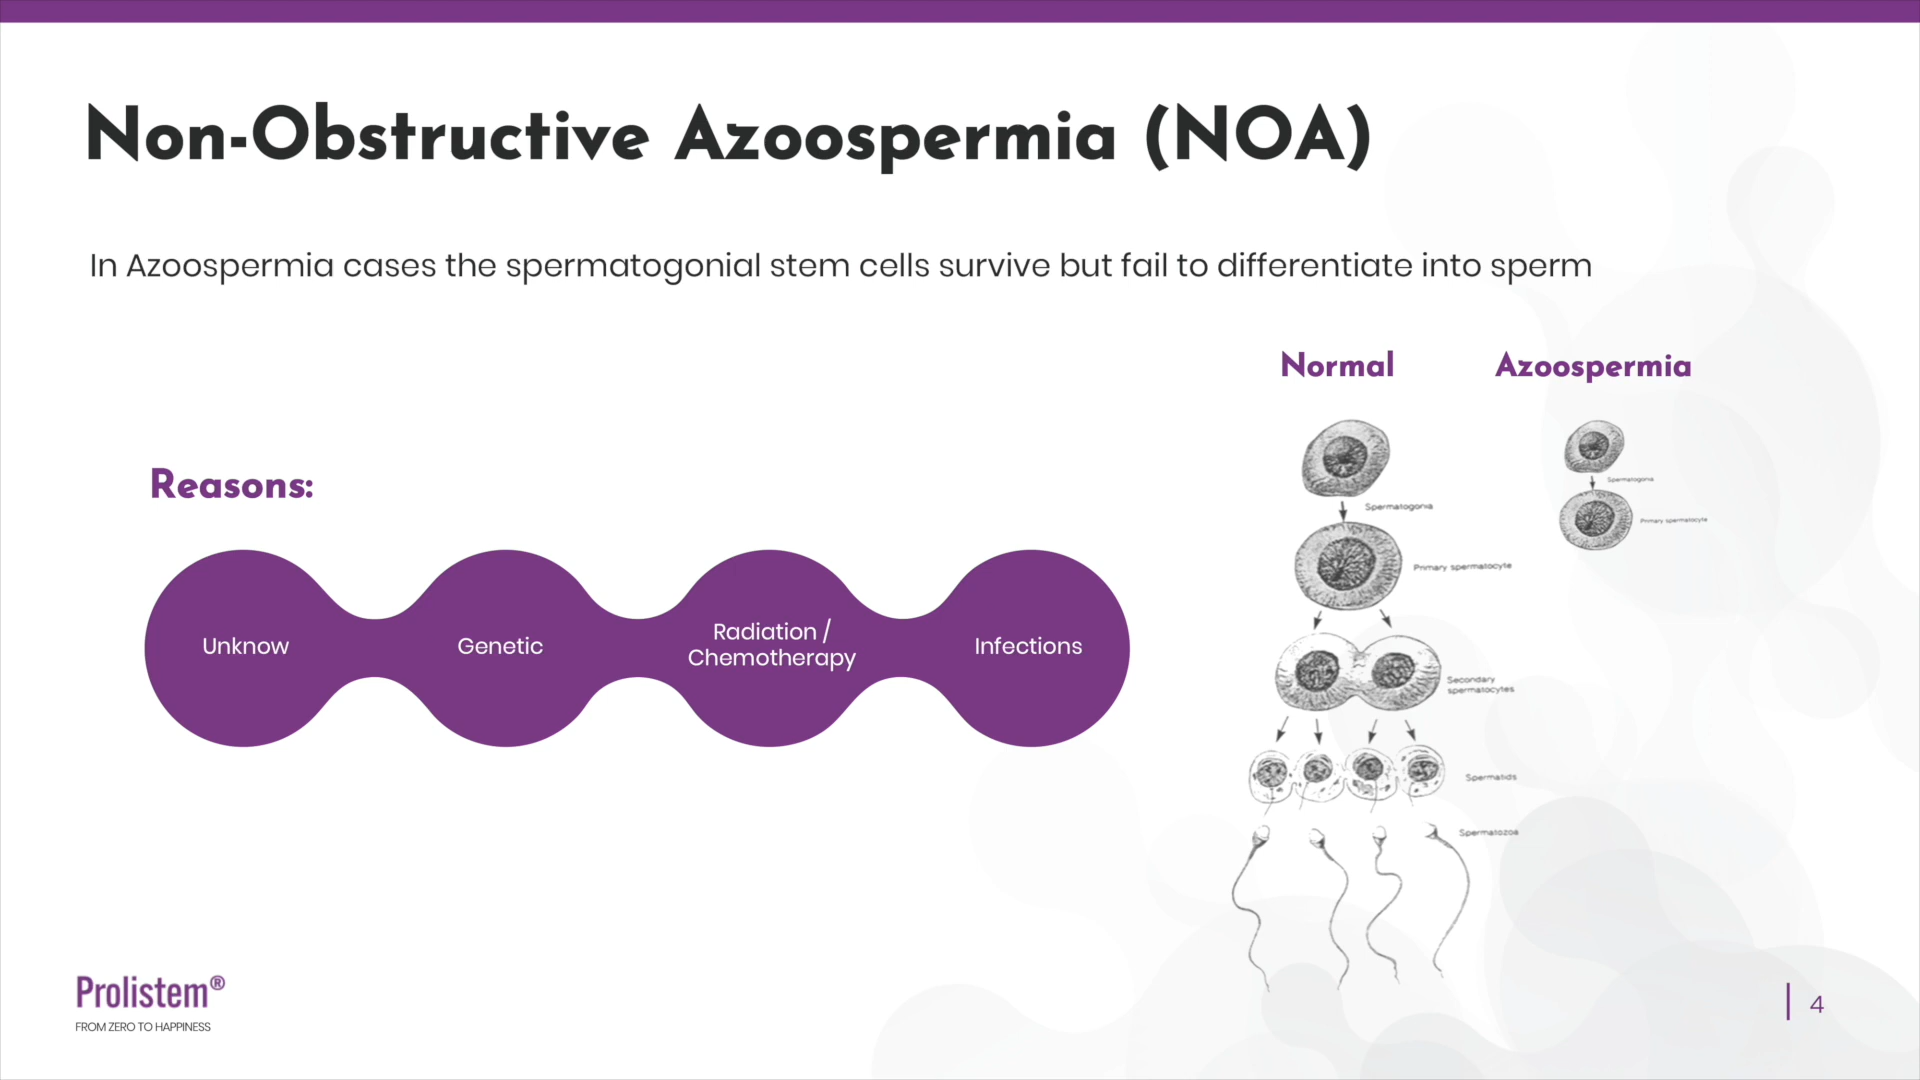 Non-Obstructive Azoospermia (NOA)
In Azoospermia cases the spermatogonial stem cells survive but fail to differentiate into sperm
Reasons:
Unknow
Genetic
Radiation /
Chemotherapy
Infections
Normal
Spermatogonia
Primary spermatocyte
Secondary
spermatocytes
Spermatids
Spermatozoa
Azoospermia
Spermatogonia
Primary spermatocyte
Prolistem®
FROM ZERO TO HAPPINESS
4